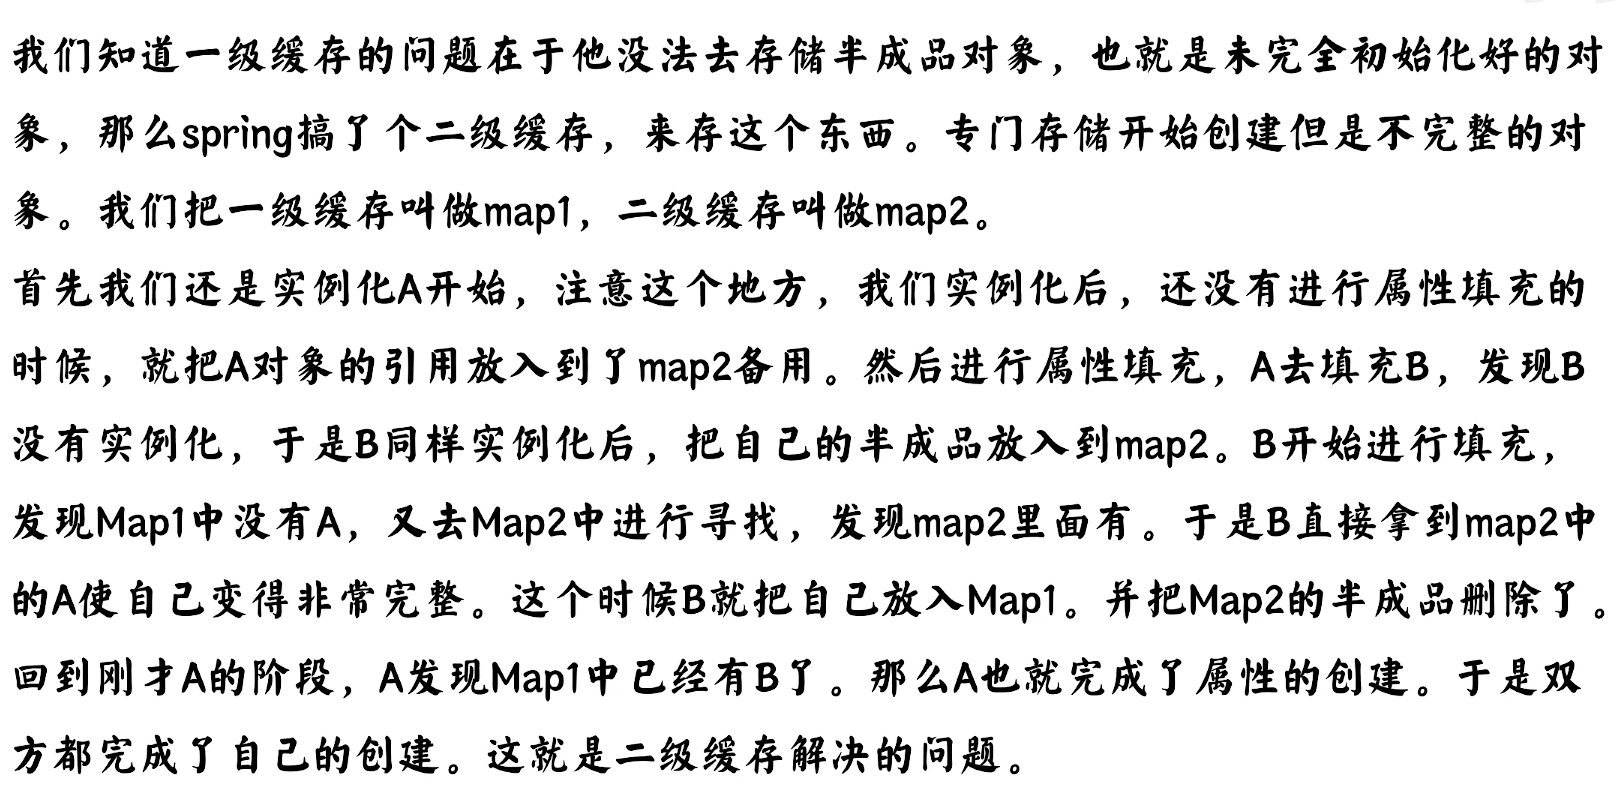 我们知道一级缓存的问题在于他没法去存储半成品对象，也就是未完全初始化好的对
象，那么spring搞了个二级缓存，来存这个东西。专门存储开始创建但是不完整的对
象。我们把一级缓存叫做map1，二级缓存叫做map2。
首先我们还是实例化A开始，注意这个地方，我们实例化后，还没有进行属性填充的
时候，就把A对象的引用放入到了map2备用。然后进行属性填充，A去填充B，发现B
没有实例化，于是B同样实例化后，把自己的半成品放入到map2。B开始进行填充，
发现Map1中没有A，又去Map2中进行寻找，发现map2里面有。于是B直接拿到map2中
的A使自己变得非常完整。这个时候B就把自己放入Map1。并把Map2的半成品删除了。
回到刚才A的阶段，A发现Map1中已经有B了。那么A也就完成了属性的创建。于是双
方都完成了自己的创建。这就是二级缓存解决的问题。